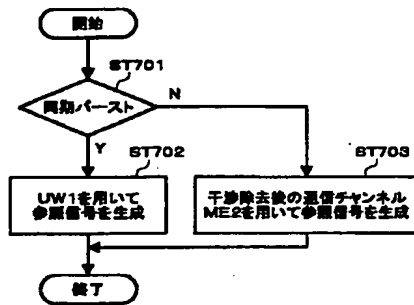 開始
ST701
同期バースト
N
Y
ST702
UW1を用いて
参照信号を生成
ST703
干渉除去後の通信チャンネル
ME2を用いて参照信号を生成
終了